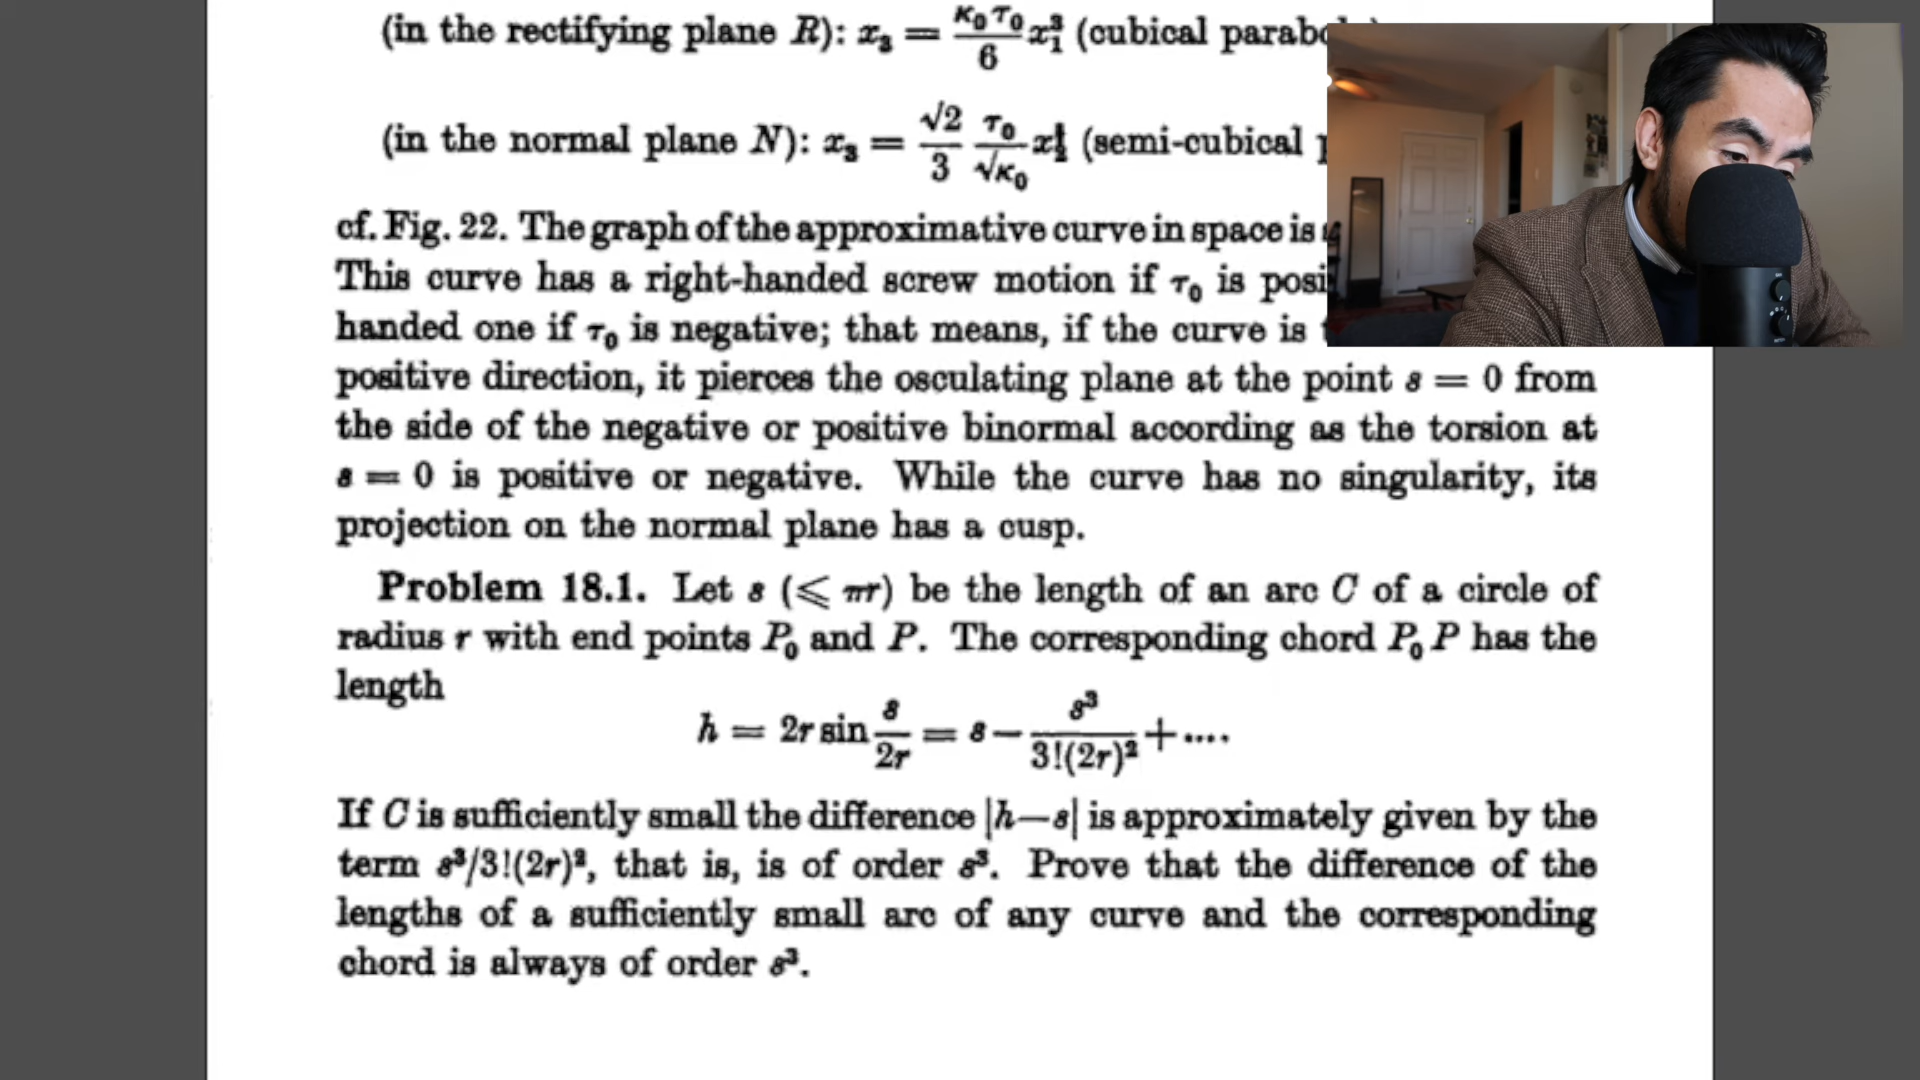 (in the rectifying plane R): x₃ = κ₀τ₀/6 x₁³ (cubical
(in the normal plane N): x₃ = √2/3 τ₀/√κ₀ x₂^(3/2) (semi-cubical
cf. Fig. 22. The graph of the approximative curve in space is
This curve has a right-handed screw motion if τ₀ is
handed one if τ₀ is negative; that means, if the curve is
positive direction, it pierces the osculating plane at the point s = 0 from
the side of the negative or positive binormal according as the torsion at
s = 0 is positive or negative. While the curve has no singularity, its
projection on the normal plane has a cusp.
Problem 18.1. Let s (⩽ πr) be the length of an arc C of a circle of
radius r with end points P₀ and P. The corresponding chord P₀P has the
length
h = 2r sin s/2r = s − s³/3!(2r)² + ....
If C is sufficiently small the difference |h−s| is approximately given by the
term s³/3!(2r)², that is, is of order s³. Prove that the difference of the
lengths of a sufficiently small arc of any curve and the corresponding
chord is always of order s³.